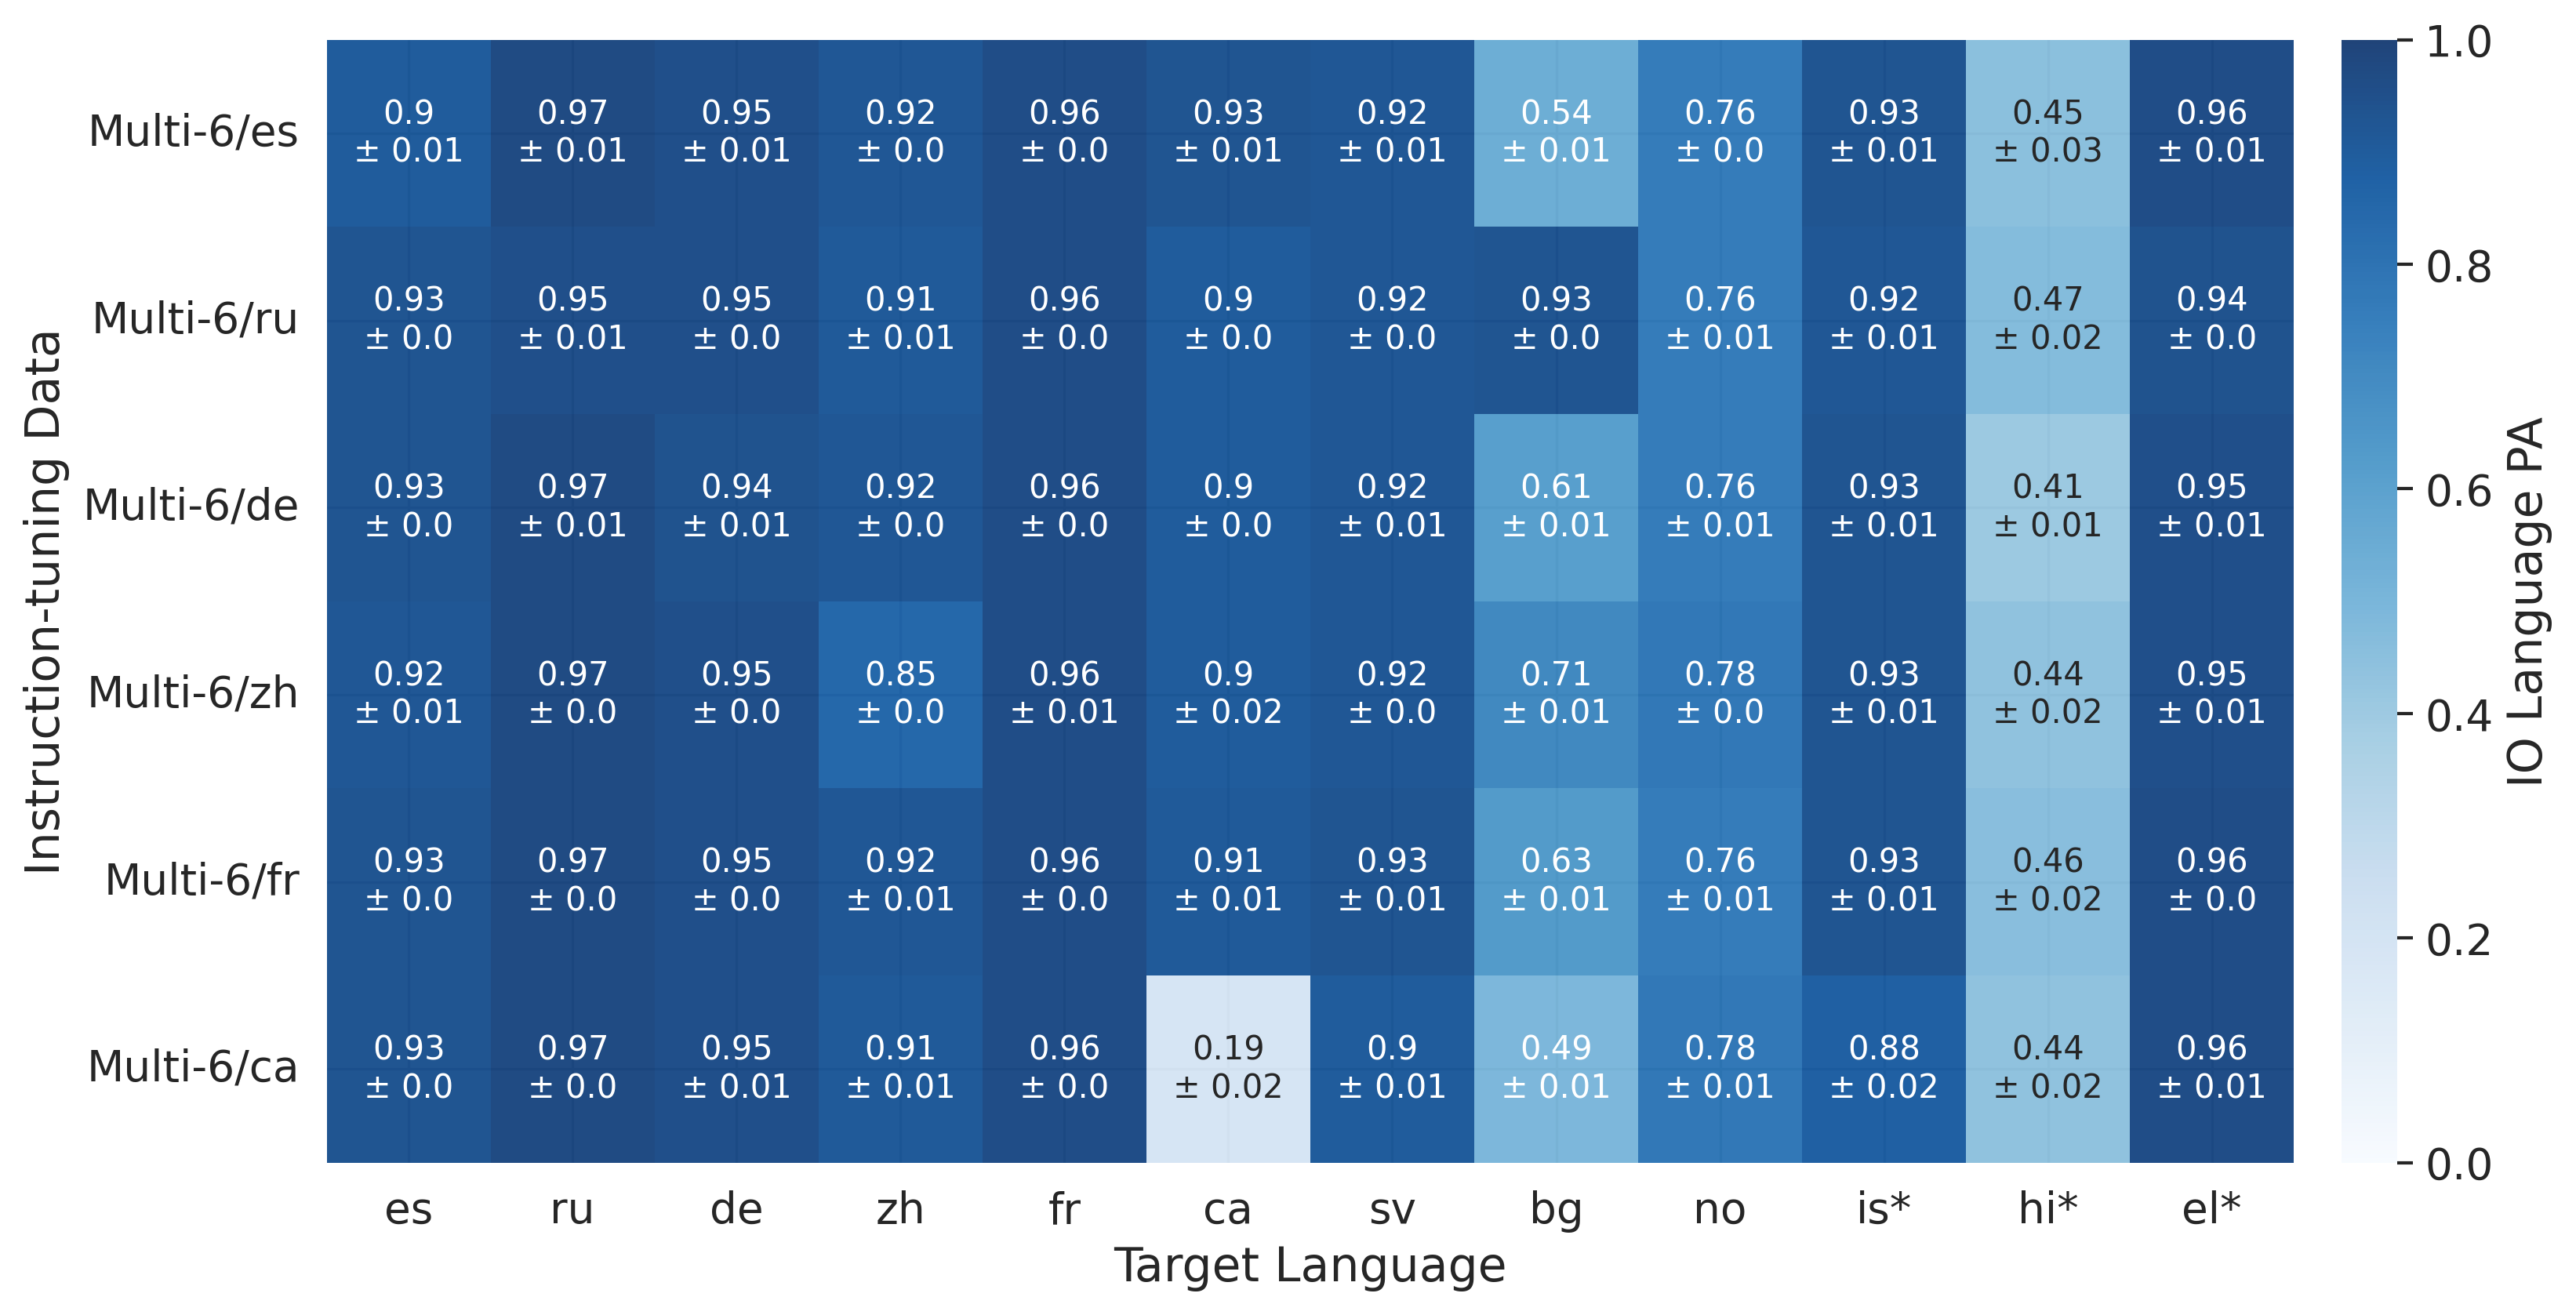 Instruction-tuning Data
Multi-6/es
0.9 0.97 0.95 0.92 0.96 0.93 0.92 0.54 0.76 0.93 0.45 0.96
± 0.01 ± 0.01 ± 0.01 ± 0.0 ± 0.0 ± 0.01 ± 0.01 ± 0.01 ± 0.0 ± 0.01 ± 0.03 ± 0.01
Multi-6/ru
0.93 0.95 0.95 0.91 0.96 0.9 0.92 0.93 0.76 0.92 0.47 0.94
± 0.0 ± 0.01 ± 0.0 ± 0.01 ± 0.0 ± 0.0 ± 0.0 ± 0.0 ± 0.01 ± 0.01 ± 0.02 ± 0.0
Multi-6/de
0.93 0.97 0.94 0.92 0.96 0.9 0.92 0.61 0.76 0.93 0.41 0.95
± 0.0 ± 0.01 ± 0.01 ± 0.0 ± 0.0 ± 0.0 ± 0.01 ± 0.01 ± 0.01 ± 0.01 ± 0.01 ± 0.01
Multi-6/zh
0.92 0.97 0.95 0.85 0.96 0.9 0.92 0.71 0.78 0.93 0.44 0.95
± 0.01 ± 0.0 ± 0.0 ± 0.0 ± 0.01 ± 0.02 ± 0.0 ± 0.01 ± 0.0 ± 0.01 ± 0.02 ± 0.01
Multi-6/fr
0.93 0.97 0.95 0.92 0.96 0.91 0.93 0.63 0.76 0.93 0.46 0.96
± 0.0 ± 0.0 ± 0.0 ± 0.01 ± 0.0 ± 0.01 ± 0.01 ± 0.01 ± 0.01 ± 0.01 ± 0.02 ± 0.0
Multi-6/ca
0.93 0.97 0.95 0.91 0.96 0.19 0.9 0.49 0.78 0.88 0.44 0.96
± 0.0 ± 0.0 ± 0.01 ± 0.01 ± 0.0 ± 0.02 ± 0.01 ± 0.01 ± 0.01 ± 0.02 ± 0.02 ± 0.01
es ru de zh fr ca sv bg no is* hi* el*
Target Language
1.0
0.8
0.6
0.4
0.2
0.0
IO Language PA